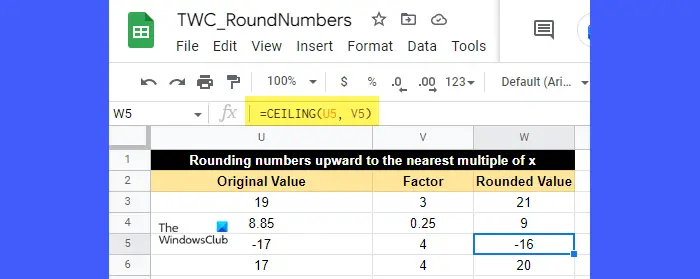 TWC_RoundNumbers
File Edit View Insert Format Data Tools
100% $ % .0 .00 123 Default (Ari...
W5 fx =CEILING(U5, V5)
U V W
1 Rounding numbers upward to the nearest multiple of x
2 Original Value Factor Rounded Value
3 19 3 21
4 8.85 0.25 9
5 -17 4 -16
6 17 4 20
The
WindowsClub